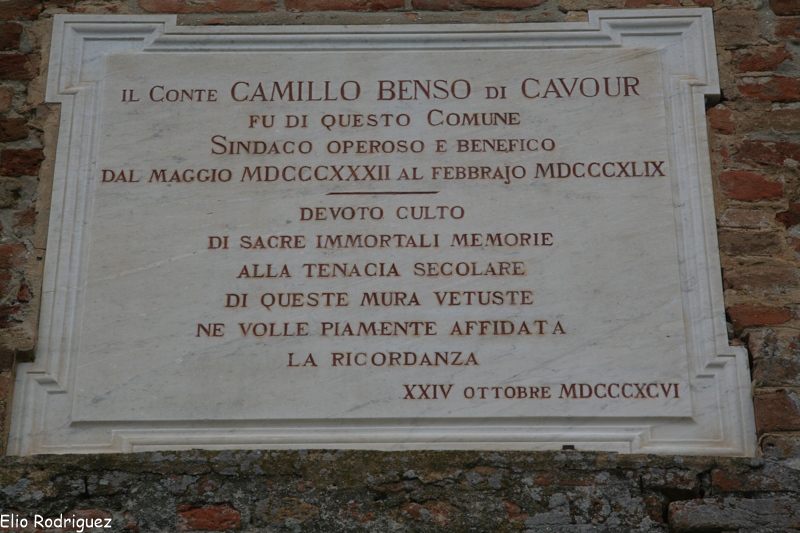 IL CONTE CAMILLO BENSO DI CAVOUR
FU DI QUESTO COMUNE
SINDACO OPEROSO E BENEFICO
DAL MAGGIO MDCCCXXXII AL FEBBRAJO MDCCCXLIX
DEVOTO CULTO
DI SACRE IMMORTALI MEMORIE
ALLA TENACIA SECOLARE
DI QUESTE MURA VETUSTE
NE VOLLE PIAMENTE AFFIDATA
LA RICORDANZA
XXIV OTTOBRE MDCCCXCVI
Elio Rodriguez